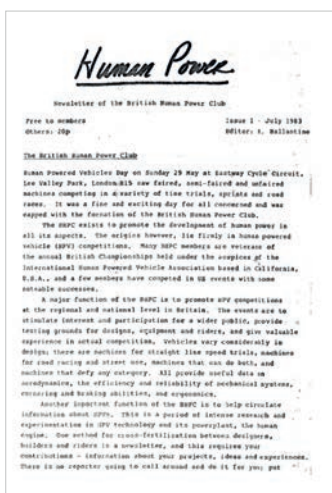 Human Power
Newsletter of the British Human Power Club
Free to members Issue 1 - July 1983
Others: 20p Editor: R. Ballantine
The British Human Power Club
Human Powered Vehicles Day on Sunday 29 May at Eastway Cycle Circuit,
Lee Valley Park, London E15 saw faired, semi-faired and unfaired
machines competing in a variety of time trials, sprints and road
races. It was a fine and exciting day for all concerned and was
capped with the formation of the British Human Power Club.
The BHPC exists to promote the development of human power in
all its aspects. The origins however, lie firmly in human powered
vehicle (HPV) competitions. Many BHPC members are veterans of
the annual British Championships held under the auspices of the
International Human Powered Vehicle Association based in California,
U.S.A., and a few members have competed in US events with some
notable successes.
A major function of the BHPC is to promote HPV competitions
at the regional and national level in Britain. The events are to
stimulate interest and participation for a wider public, provide
testing grounds for designs, equipment and riders, and give valuable
experience in actual competition. Vehicles vary considerably in
design; there are machines for straight line speed trials, machines
for road racing and street use, machines that can do both, and
machines that defy any category. All provide useful data on
aerodynamics, the efficiency and reliability of mechanical systems,
cornering and braking abilities, and ergonomics.
Another important function of the BHPC is to help circulate
information about HPVs. This is a period of intense research and
experimentation in HPV technology and its powerplant, the human
engine. One method for cross-fertilization between designers,
builders and riders is a newsletter, and this requires your
contributions - information about your projects, ideas and experiences.
There is no reporter going to call around and do it for you; put